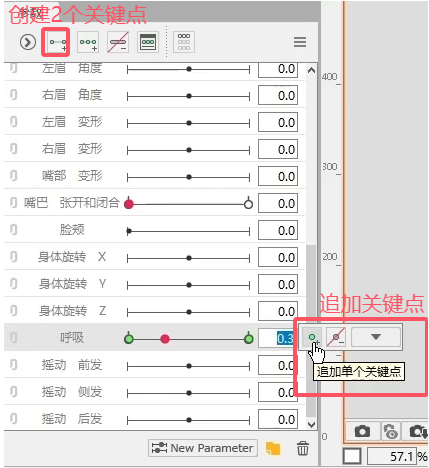 创建2个关键点
400
左眉 角度 0.0
右眉 角度 0.0
左眉 变形 0.0
右眉 变形 0.0
300
嘴部 变形 0.0
嘴巴 张开和闭合 0.0
脸颊 0.0
身体旋转 X 0.0
200
身体旋转 Y 0.0
身体旋转 Z 0.0
追加关键点
呼吸 0.3
追加单个关键点
摇动 前发 0.0
摇动 侧发 0.0
摇动 后发 0.0
0
New Parameter
57.1 %